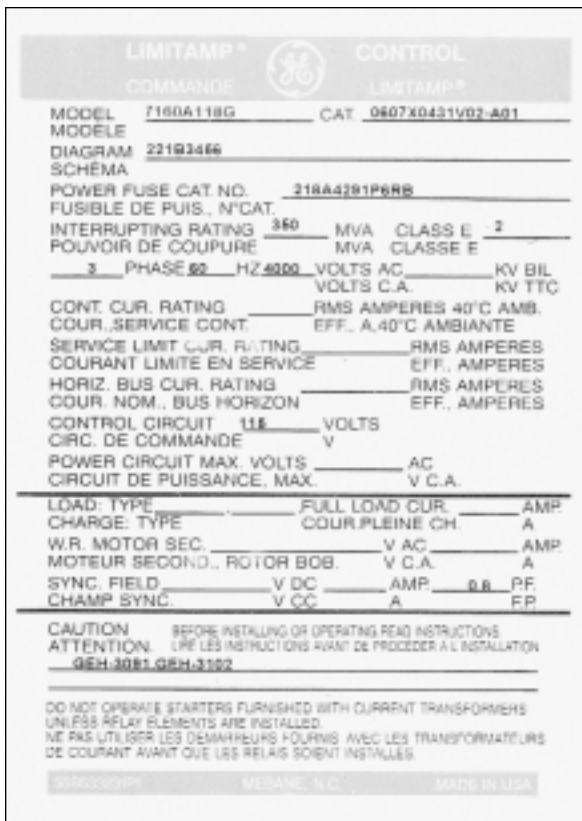 LIMITAMP® GE CONTROL
COMMANDE LIMITAMP®
MODEL 7160A118G CAT. 0607X0431V02-A01
MODÈLE
DIAGRAM 221B3466
SCHÉMA
POWER FUSE CAT. NO. 218A4291P6RB
FUSIBLE DE PUIS., N°CAT.
INTERRUPTING RATING 350 MVA CLASS E 2
POUVOIR DE COUPURE MVA CLASSE E
3 PHASE 60 HZ 4000 VOLTS AC KV BIL
VOLTS C.A. KV TTC
CONT. CUR. RATING RMS AMPERES 40°C AMB.
COUR., SERVICE CONT. EFF., A, 40°C AMBIANTE
SERVICE LIMIT CUR. RATING RMS AMPERES
COURANT LIMITE EN SERVICE EFF., AMPERES
HORIZ. BUS CUR. RATING RMS AMPERES
COUR. NOM., BUS HORIZON EFF., AMPERES
CONTROL CIRCUIT 115 VOLTS
CIRC. DE COMMANDE V
POWER CIRCUIT MAX. VOLTS AC
CIRCUIT DE PUISSANCE, MAX. V C.A.
LOAD: TYPE FULL LOAD CUR. AMP.
CHARGE: TYPE COUR.PLEINE CH. A
W.R. MOTOR SEC. V AC AMP.
MOTEUR SECOND., ROTOR BOB. V C.A. A
SYNC. FIELD V DC AMP. 0.8 P.F.
CHAMP SYNC. V CC A F.P.
CAUTION BEFORE INSTALLING OR OPERATING READ INSTRUCTIONS
ATTENTION. LIRE LES INSTRUCTIONS AVANT DE PROCÉDER À L'INSTALLATION
GEH-3091.GEH-3102
DO NOT OPERATE STARTERS FURNISHED WITH CURRENT TRANSFORMERS
UNLESS RELAY ELEMENTS ARE INSTALLED.
NE PAS UTILISER LES DÉMARREURS FOURNIS AVEC LES TRANSFORMATEURS
DE COURANT AVANT QUE LES RELAIS SOIENT INSTALLÉS.
MEBANE, N.C. MADE IN USA